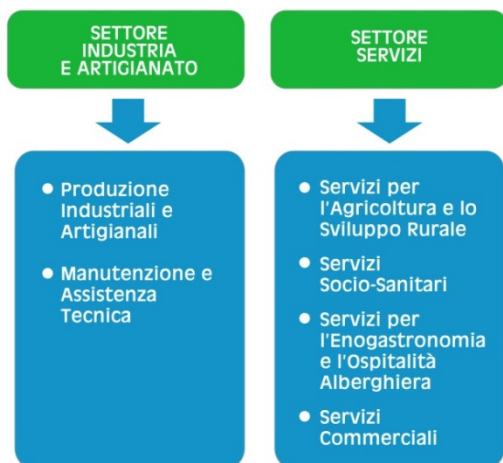 SETTORE
INDUSTRIA
E ARTIGIANATO
● Produzione
Industriali e
Artigianali
● Manutenzione e
Assistenza
Tecnica
SETTORE
SERVIZI
● Servizi per
l'Agricoltura e lo
Sviluppo Rurale
● Servizi
Socio-Sanitari
● Servizi per
l'Enogastronomia
e l'Ospitalità
Alberghiera
● Servizi
Commerciali